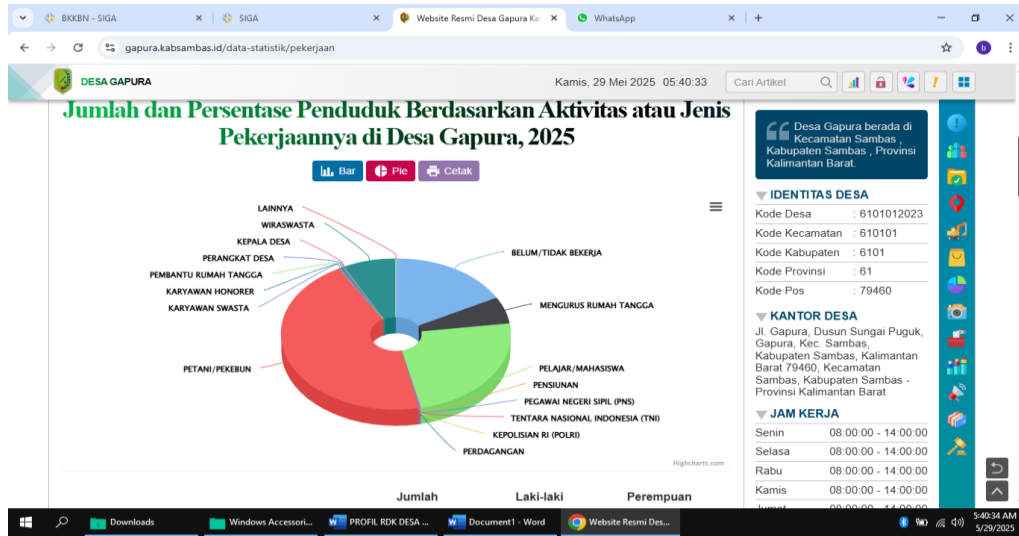 BKKBN - SIGA
SIGA
Website Resmi Desa Gapura Ke
WhatsApp
gapura.kabsambas.id/data-statistik/pekerjaan
b
DESA GAPURA
Kamis, 29 Mei 2025 05:40:33
Cari Artikel
Jumlah dan Persentase Penduduk Berdasarkan Aktivitas atau Jenis
Pekerjaannya di Desa Gapura, 2025
Bar
Pie
Cetak
LAINNYA
WIRASWASTA
KEPALA DESA
PERANGKAT DESA
PEMBANTU RUMAH TANGGA
KARYAWAN HONORER
KARYAWAN SWASTA
PETANI/PEKEBUN
BELUM/TIDAK BEKERJA
MENGURUS RUMAH TANGGA
PELAJAR/MAHASISWA
PENSIUNAN
PEGAWAI NEGERI SIPIL (PNS)
TENTARA NASIONAL INDONESIA (TNI)
KEPOLISIAN RI (POLRI)
PERDAGANGAN
Highcharts.com
Jumlah Laki-laki Perempuan
Desa Gapura berada di
Kecamatan Sambas ,
Kabupaten Sambas , Provinsi
Kalimantan Barat.
IDENTITAS DESA
Kode Desa : 6101012023
Kode Kecamatan : 610101
Kode Kabupaten : 6101
Kode Provinsi : 61
Kode Pos : 79460
KANTOR DESA
Jl. Gapura, Dusun Sungai Puguk,
Gapura, Kec. Sambas,
Kabupaten Sambas, Kalimantan
Barat 79460, Kecamatan
Sambas, Kabupaten Sambas -
Provinsi Kalimantan Barat
JAM KERJA
Senin 08:00:00 - 14:00:00
Selasa 08:00:00 - 14:00:00
Rabu 08:00:00 - 14:00:00
Kamis 08:00:00 - 14:00:00
Downloads
Windows Accessori...
PROFIL RDK DESA ...
Document1 - Word
Website Resmi Des...
5:40:34 AM
5/29/2025